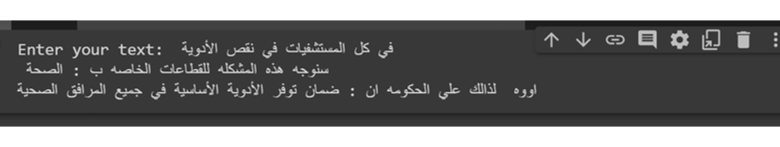 Enter your text: في كل المستشفيات في نقص الأدوية
سنوجه هذه المشكله للقطاعات الخاصه ب : الصحة
اووه لذالك علي الحكومه ان : ضمان توفر الأدوية الأساسية في جميع المرافق الصحية